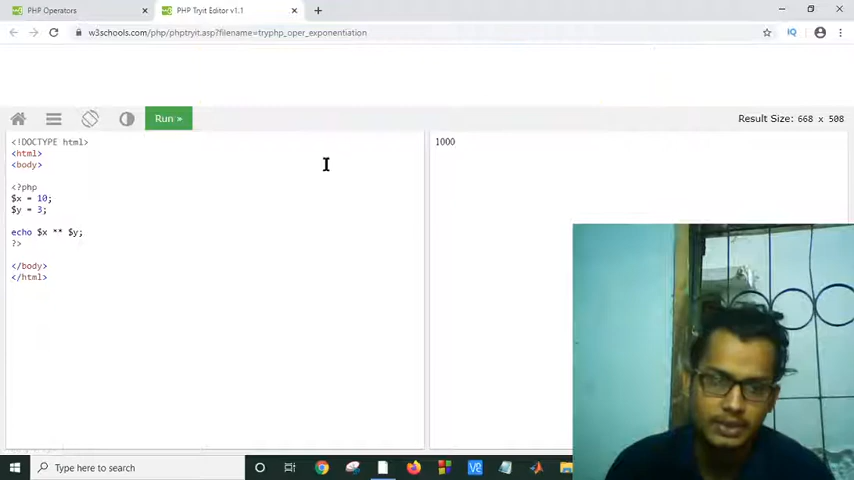 PHP Operators
PHP Tryit Editor v1.1
w3schools.com/php/phptryit.asp?filename=tryphp_oper_exponentiation
IQ
Run »
Result Size: 668 x 508
<!DOCTYPE html>
<html>
<body>
<?php
$x = 10;
$y = 3;
echo $x ** $y;
?>
</body>
</html>
1000
Type here to search